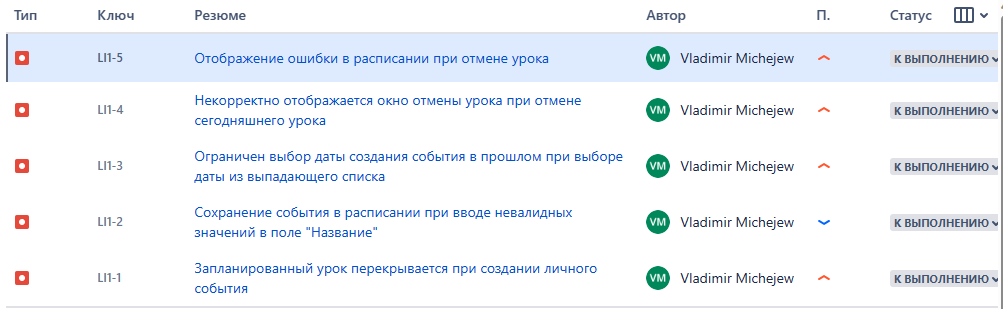 Тип Ключ Резюме Автор П. Статус
LI1-5 Отображение ошибки в расписании при отмене урока VM Vladimir Michejew К ВЫПОЛНЕНИЮ
LI1-4 Некорректно отображается окно отмены урока при отмене
сегодняшнего урока VM Vladimir Michejew К ВЫПОЛНЕНИЮ
LI1-3 Ограничен выбор даты создания события в прошлом при выборе
даты из выпадающего списка VM Vladimir Michejew К ВЫПОЛНЕНИЮ
LI1-2 Сохранение события в расписании при вводе невалидных
значений в поле "Название" VM Vladimir Michejew К ВЫПОЛНЕНИЮ
LI1-1 Запланированный урок перекрывается при создании личного
события VM Vladimir Michejew К ВЫПОЛНЕНИЮ